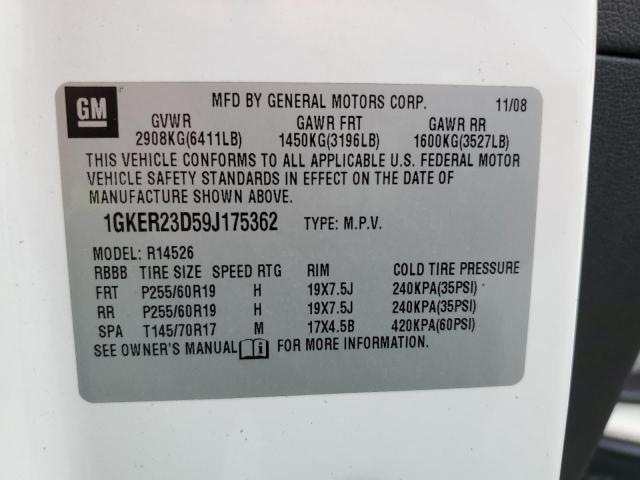 GM
MFD BY GENERAL MOTORS CORP. 11/08
GVWR GAWR FRT GAWR RR
2908KG(6411LB) 1450KG(3196LB) 1600KG(3527LB)
THIS VEHICLE CONFORMS TO ALL APPLICABLE U.S. FEDERAL MOTOR
VEHICLE SAFETY STANDARDS IN EFFECT ON THE DATE OF
MANUFACTURE SHOWN ABOVE.
1GKER23D59J175362 TYPE: M.P.V.
MODEL: R14526
RBBB TIRE SIZE SPEED RTG RIM COLD TIRE PRESSURE
FRT P255/60R19 H 19X7.5J 240KPA(35PSI)
RR P255/60R19 H 19X7.5J 240KPA(35PSI)
SPA T145/70R17 M 17X4.5B 420KPA(60PSI)
SEE OWNER'S MANUAL i FOR MORE INFORMATION.